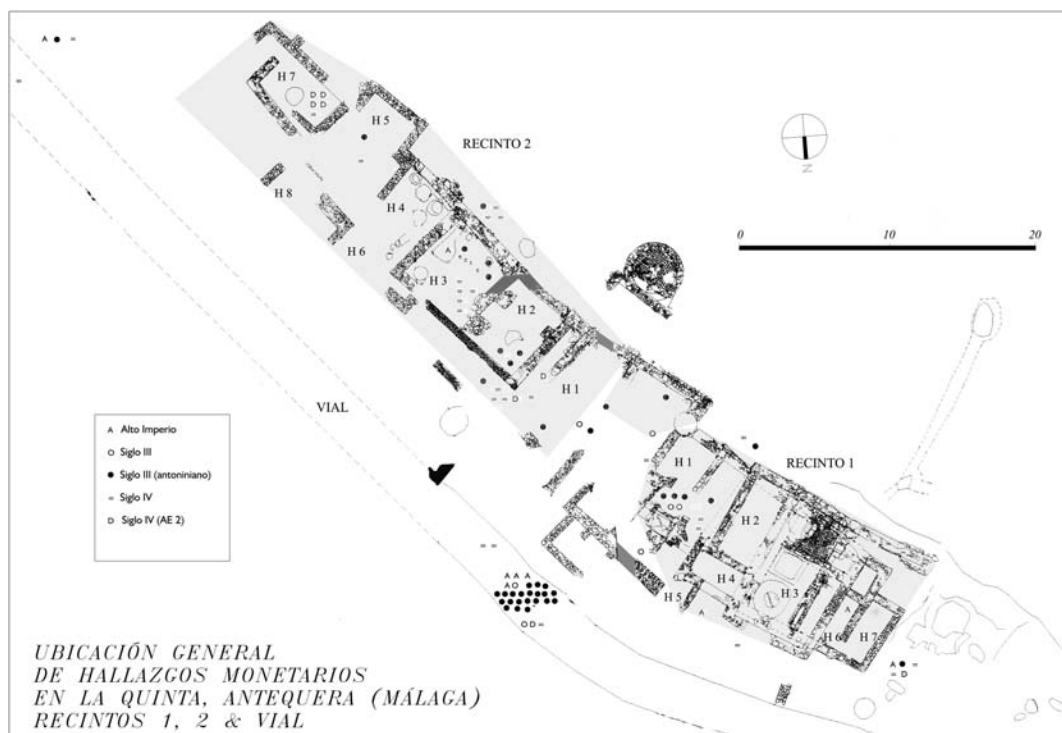 A ● =
=
H 7
D D
D D
=
H 5
RECINTO 2
N
H 8
H 4
0 10 20
H 6
A
H 3
H 2
VIAL
H 1
D
= D
A Alto Imperio
O Siglo III
● Siglo III (antoniniano)
= Siglo IV
D Siglo IV (AE 2)
H 1
RECINTO 1
H 2
H 4
H 3
H 5
A
H 6
A
H 7
A A A
A O
O D =
A ● =
= D
UBICACIÓN GENERAL
DE HALLAZGOS MONETARIOS
EN LA QUINTA, ANTEQUERA (MÁLAGA)
RECINTOS 1, 2 & VIAL